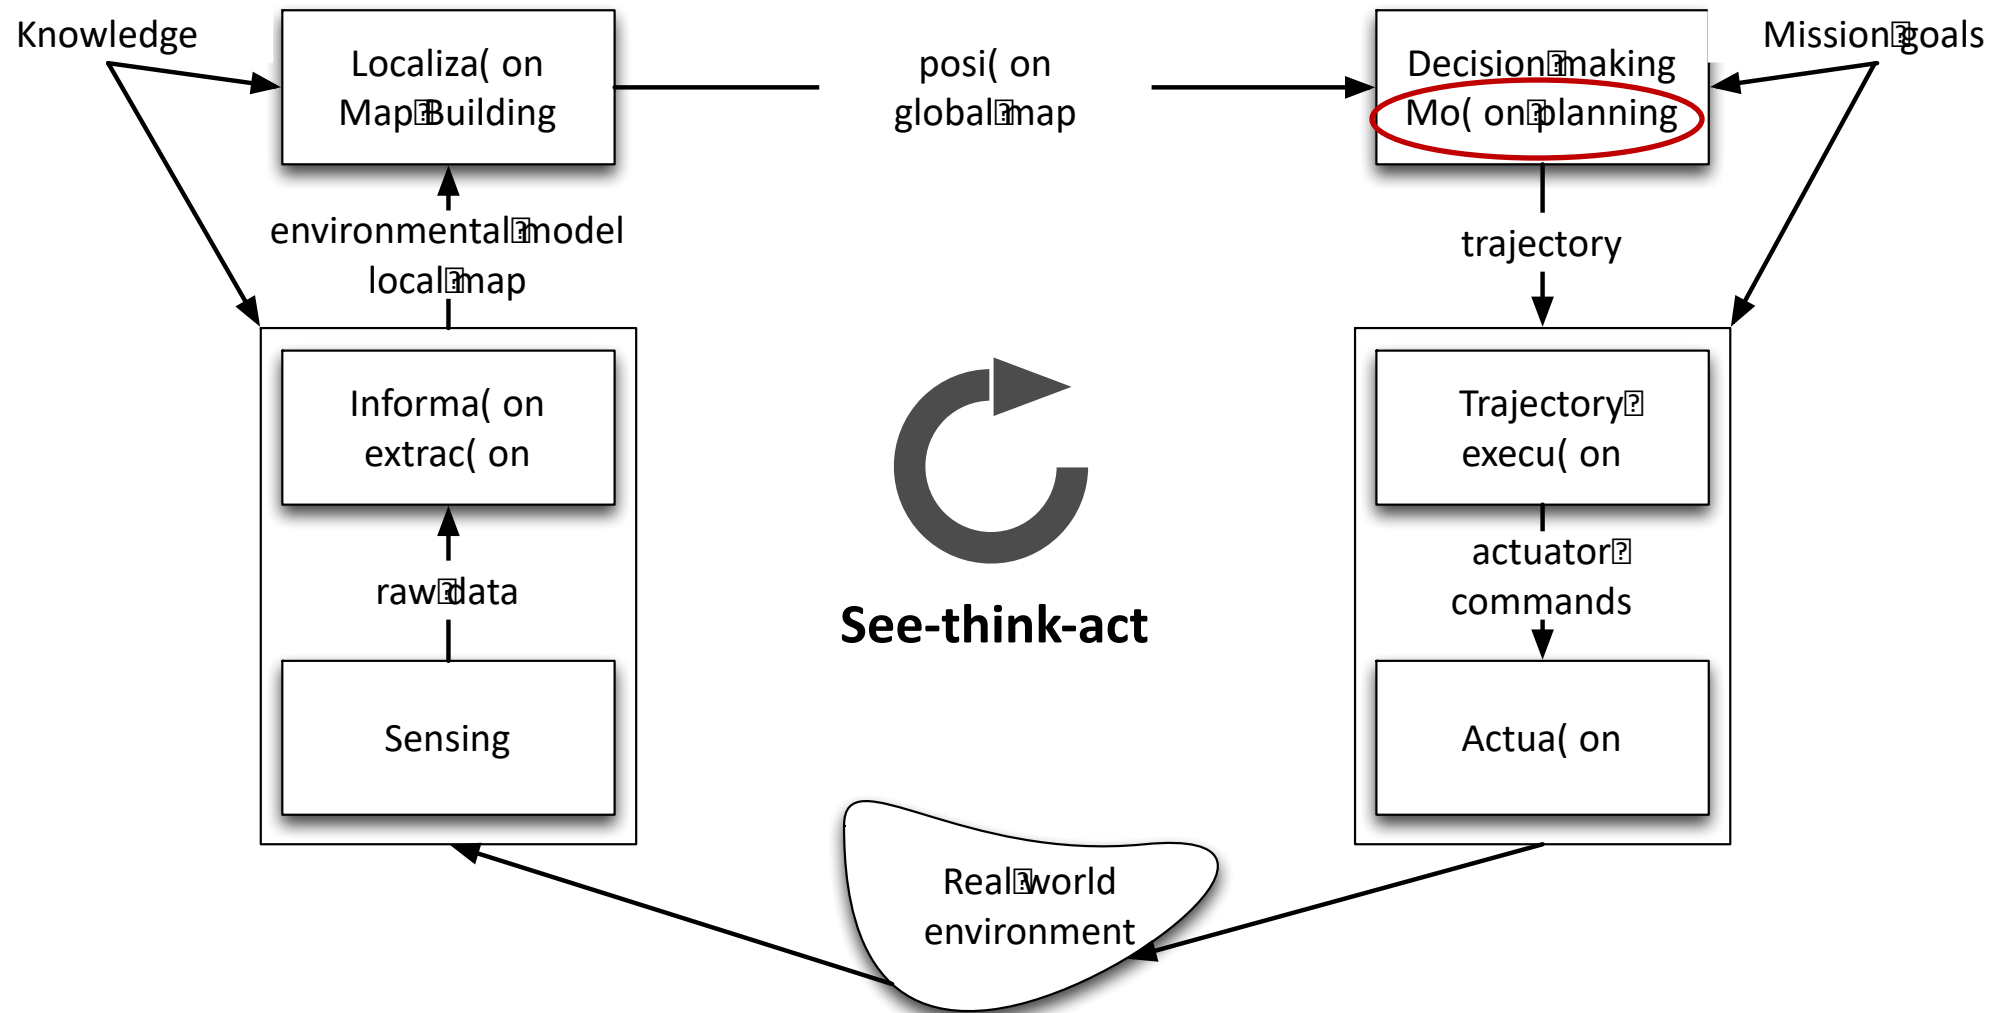 Knowledge
Localiza( on
Map�Building
posi( on
global�map
Decision�making
Mo( on�planning
Mission�goals
environmental�model
local�map
trajectory
Informa( on
extrac( on
Trajectory�
execu( on
raw�data
actuator�
commands
See-think-act
Sensing
Actua( on
Real�world
environment